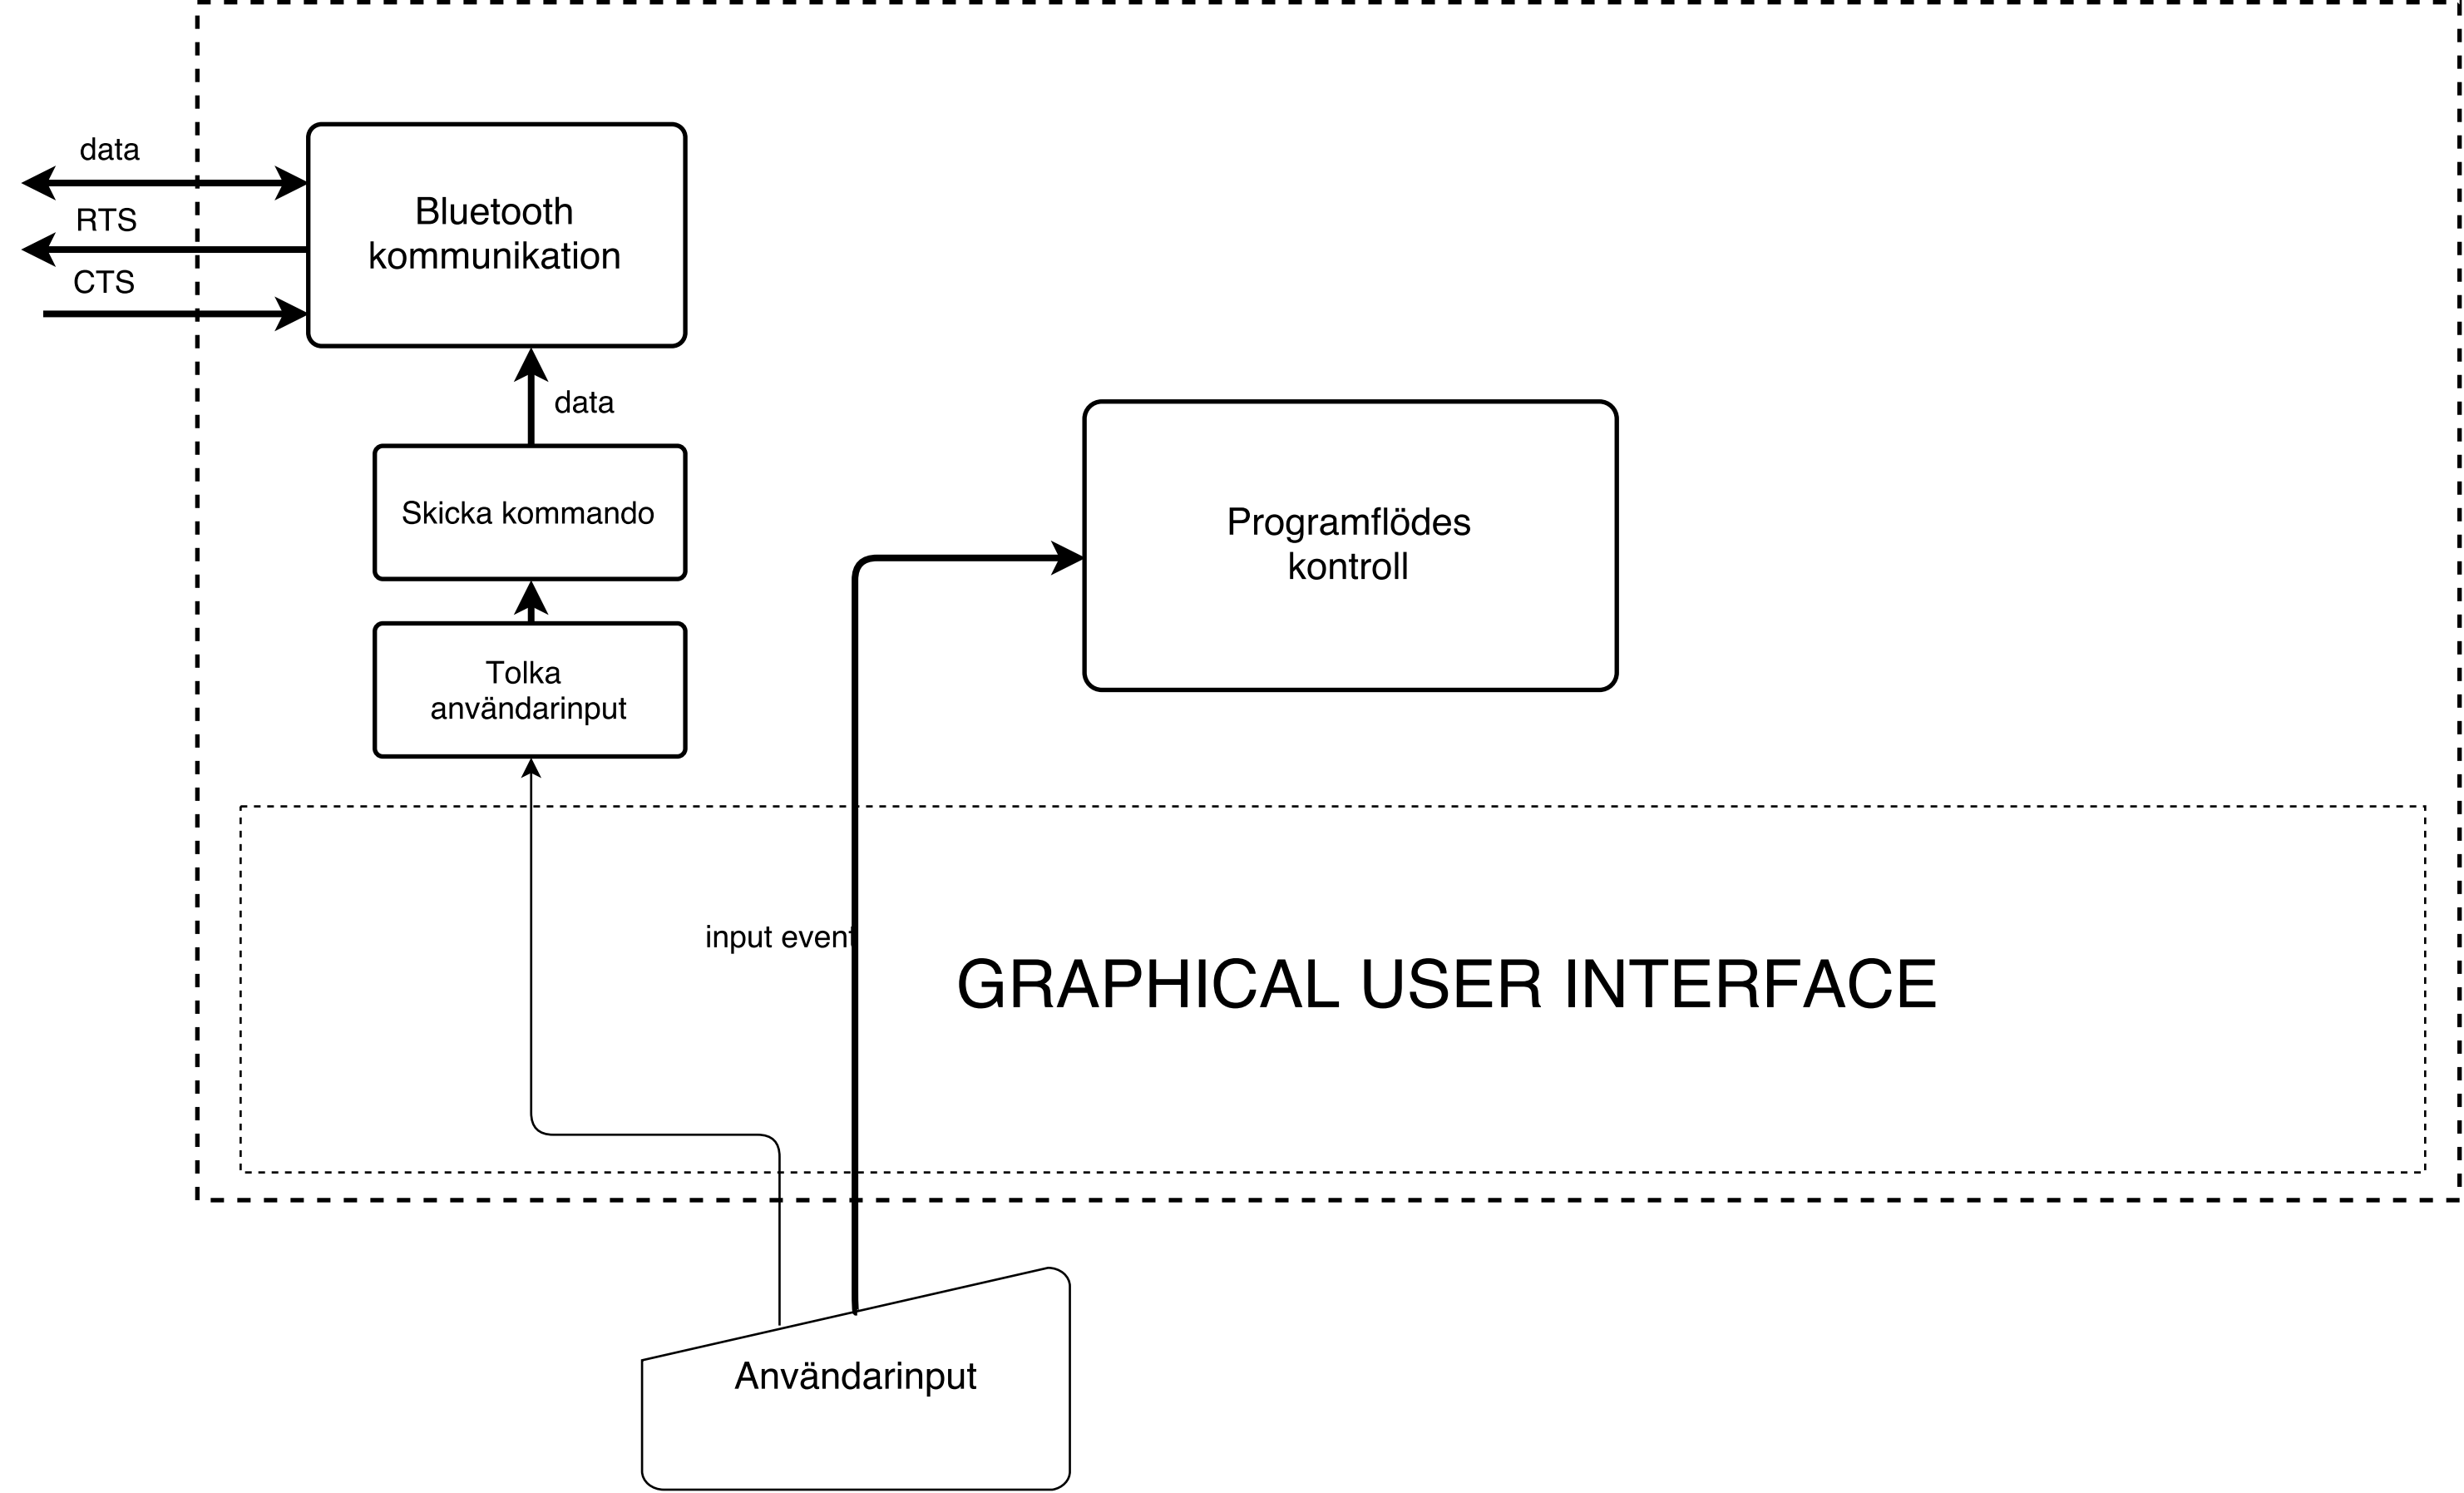 data
RTS
CTS
Bluetooth
kommunikation
data
Skicka kommando
Tolka
användarinput
Programflödes
kontroll
input event
GRAPHICAL USER INTERFACE
Användarinput